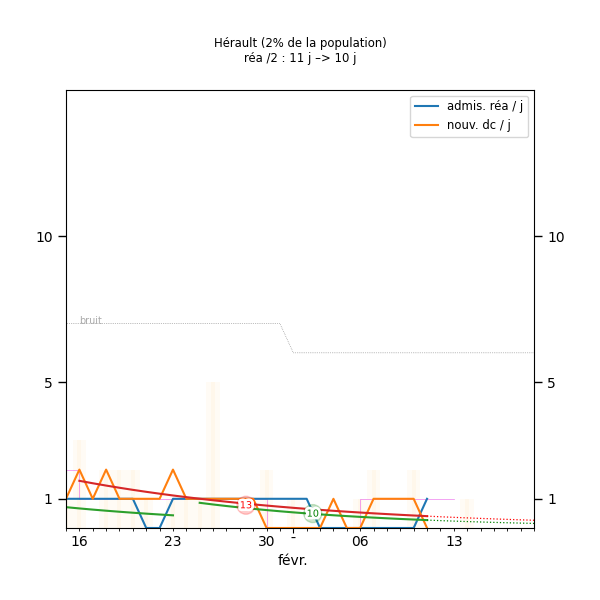 Hérault (2% de la population)
réa /2 : 11 j –> 10 j
admis. réa / j
nouv. dc / j
10
10
bruit
5
5
13
10
1
1
16
23
30
-
06
13
févr.